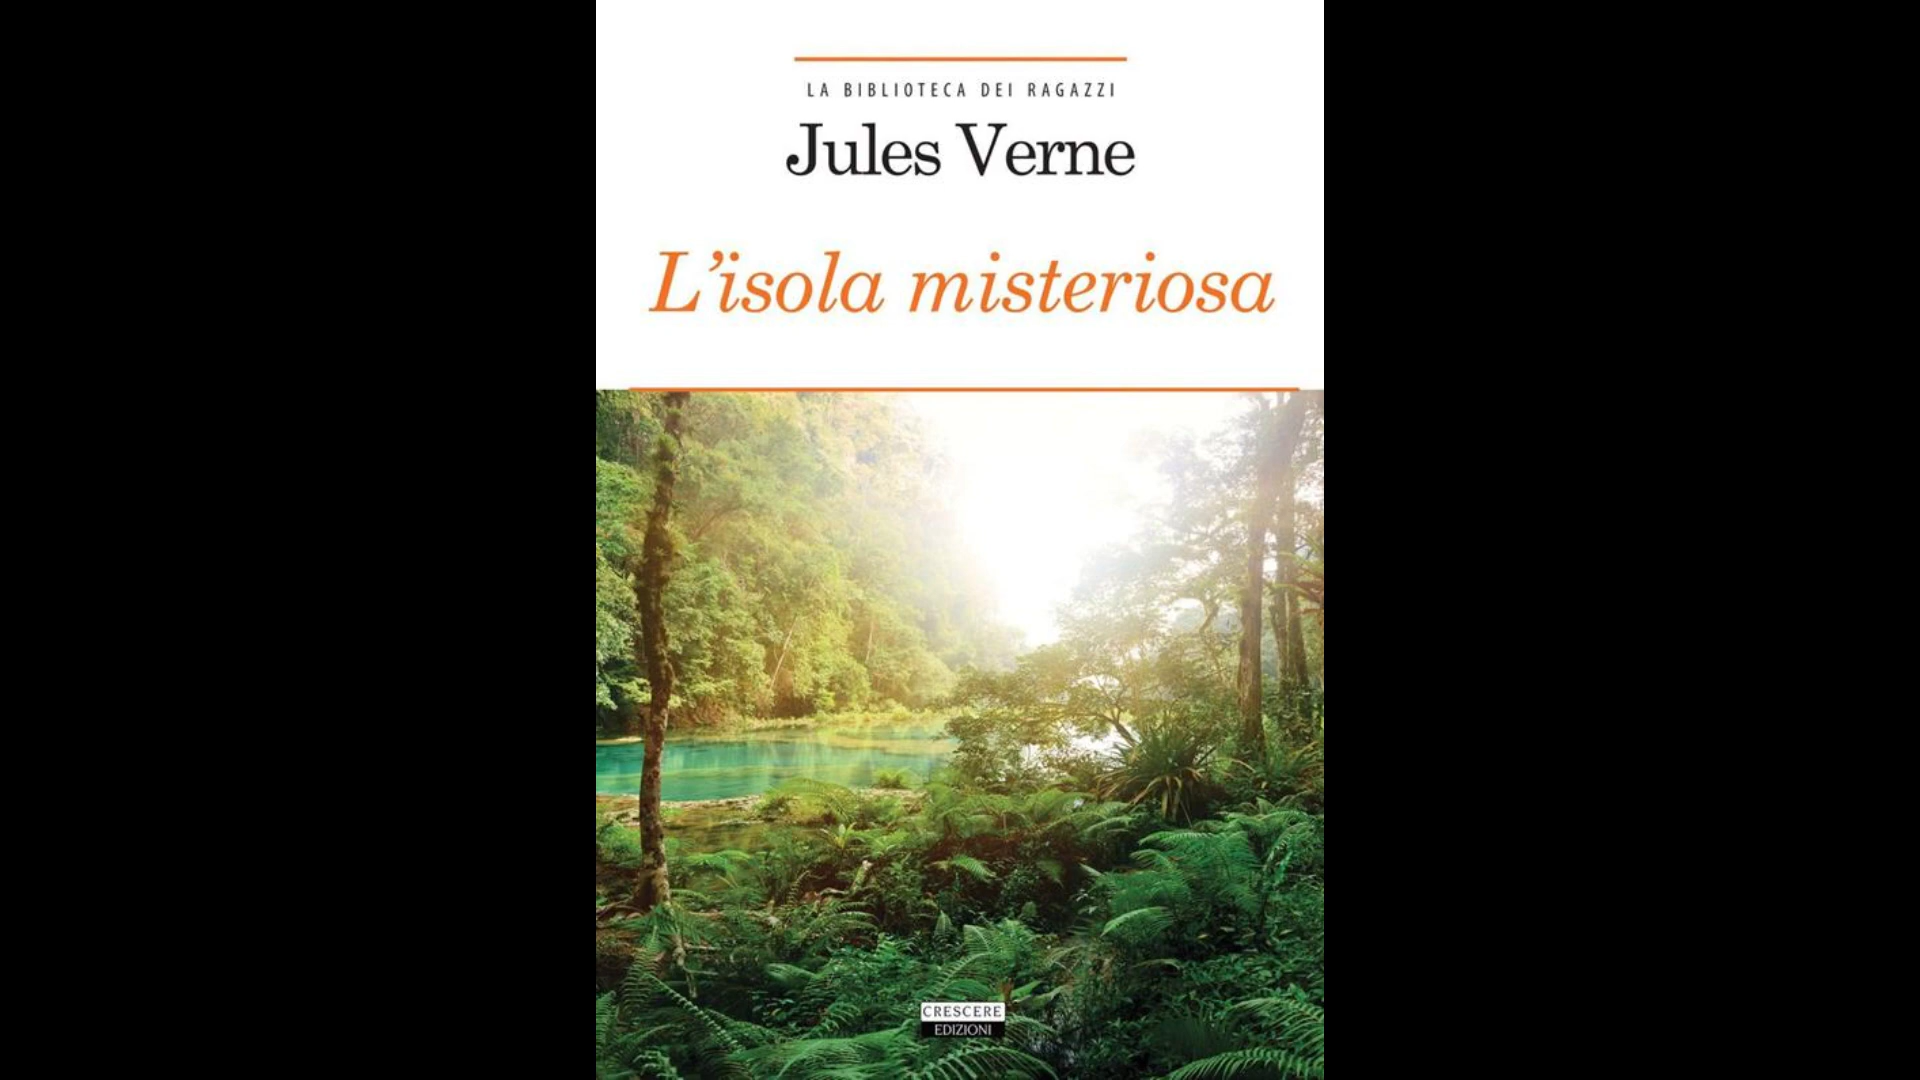 LA BIBLIOTECA DEI RAGAZZI
Jules Verne
L’isola misteriosa
CRESCERE
EDIZIONI